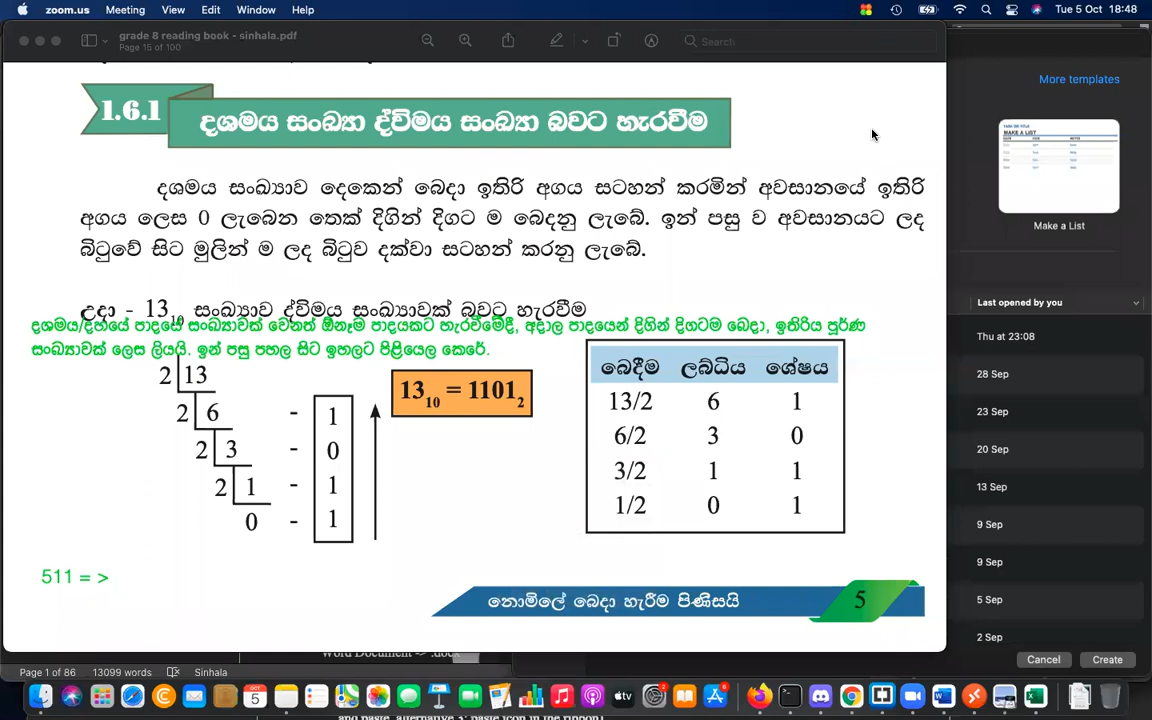 zoom.us Meeting View Edit Window Help Tue 5 Oct 18:48
grade 8 reading book - sinhala.pdf
Page 15 of 100
Search
More templates
MAKE A LIST
Make a List
Last opened by you
Thu at 23:08
28 Sep
23 Sep
20 Sep
13 Sep
9 Sep
9 Sep
5 Sep
2 Sep
Cancel Create
1.6.1 දශමය සංඛ්‍යා ද්විමය සංඛ්‍යා බවට හැරවීම
දශමය සංඛ්‍යාව දෙකෙන් බෙදා ඉතිරි අගය සටහන් කරමින් අවසානයේ ඉතිරි
අගය ලෙස 0 ලැබෙන තෙක් දිගින් දිගට ම බෙදනු ලැබේ. ඉන් පසු ව අවසානයට ලද
බිටුවේ සිට මුලින් ම ලද බිටුව දක්වා සටහන් කරනු ලැබේ.
උදා - 13₁₀ සංඛ්‍යාව ද්විමය සංඛ්‍යාවක් බවට හැරවීම
දශමය/දහයේ පාදයේ සංඛ්‍යාවක් වෙනත් ඕනෑම පාදයකට හැරවීමේදී, අදාල පාදයෙන් දිගින් දිගටම බෙදා, ඉතිරිය පූර්ණ
සංඛ්‍යාවක් ලෙස ලියයි. ඉන් පසු පහල සිට ඉහලට පිළියෙල කෙරේ.
2 13
2 6 - 1
2 3 - 0
2 1 - 1
0 - 1
13₁₀ = 1101₂
බෙදීම ලබ්ධිය ශේෂය
13/2 6 1
6/2 3 0
3/2 1 1
1/2 0 1
511 = >
නොමිලේ බෙදා හැරීම පිණිසයි 5
Page 1 of 86 13099 words Sinhala